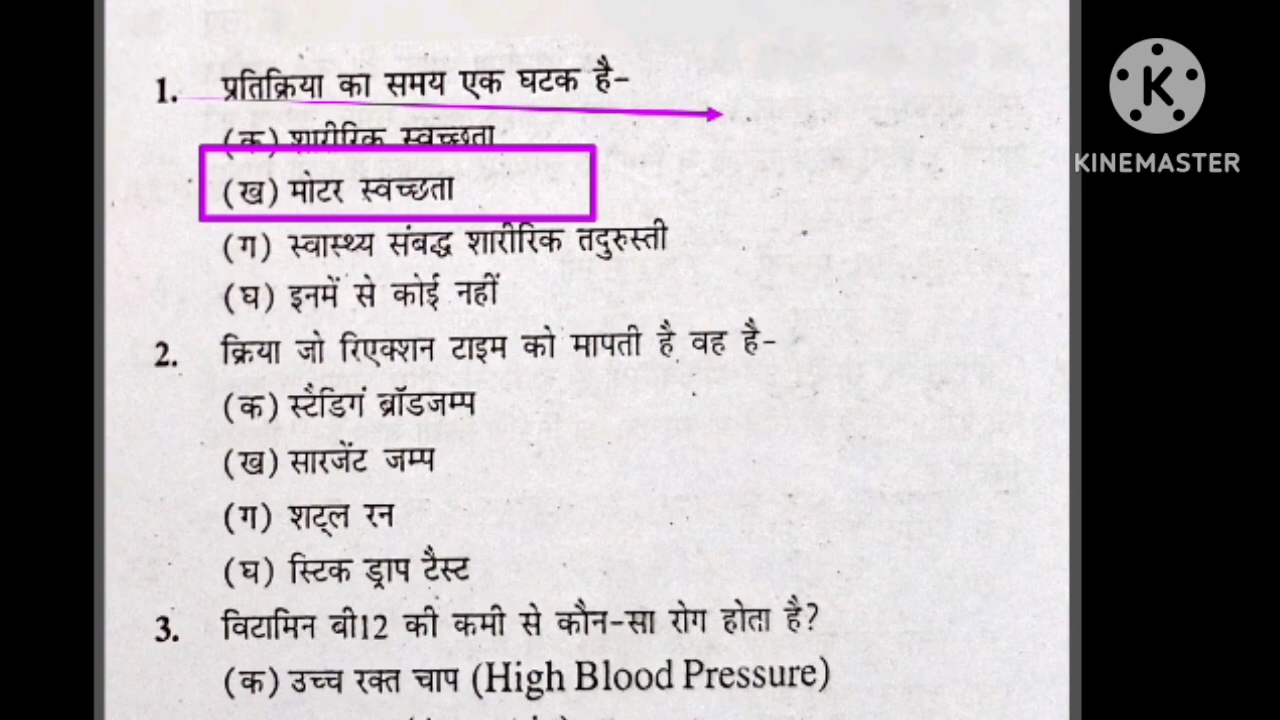 1. प्रतिक्रिया का समय एक घटक है-
(क) शारीरिक स्वच्छता
(ख) मोटर स्वच्छता
(ग) स्वास्थ्य संबद्ध शारीरिक तदुरुस्ती
(घ) इनमें से कोई नहीं
2. क्रिया जो रिएक्शन टाइम को मापती है वह है-
(क) स्टैडिगं ब्रॉडजम्प
(ख) सारजेंट जम्प
(ग) शट्ल रन
(घ) स्टिक ड्राप टैस्ट
3. विटामिन बी12 की कमी से कौन-सा रोग होता है?
(क) उच्च रक्त चाप (High Blood Pressure)
K
KINEMASTER